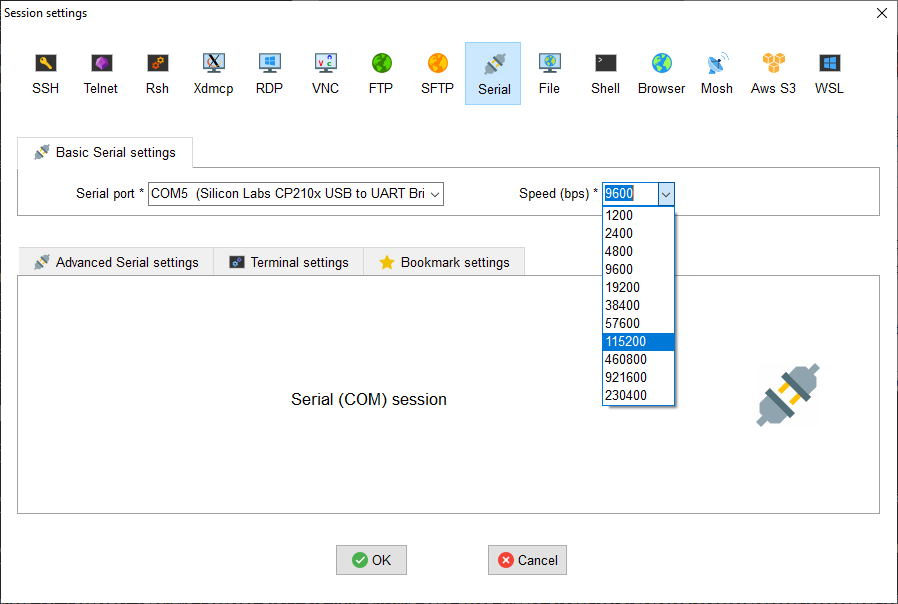 Session settings
SSH Telnet Rsh Xdmcp RDP VNC FTP SFTP Serial File Shell Browser Mosh Aws S3 WSL
Basic Serial settings
Serial port * COM5 (Silicon Labs CP210x USB to UART Bri Speed (bps) * 9600
1200
2400
4800
9600
19200
38400
57600
115200
460800
921600
230400
Advanced Serial settings Terminal settings Bookmark settings
Serial (COM) session
OK Cancel